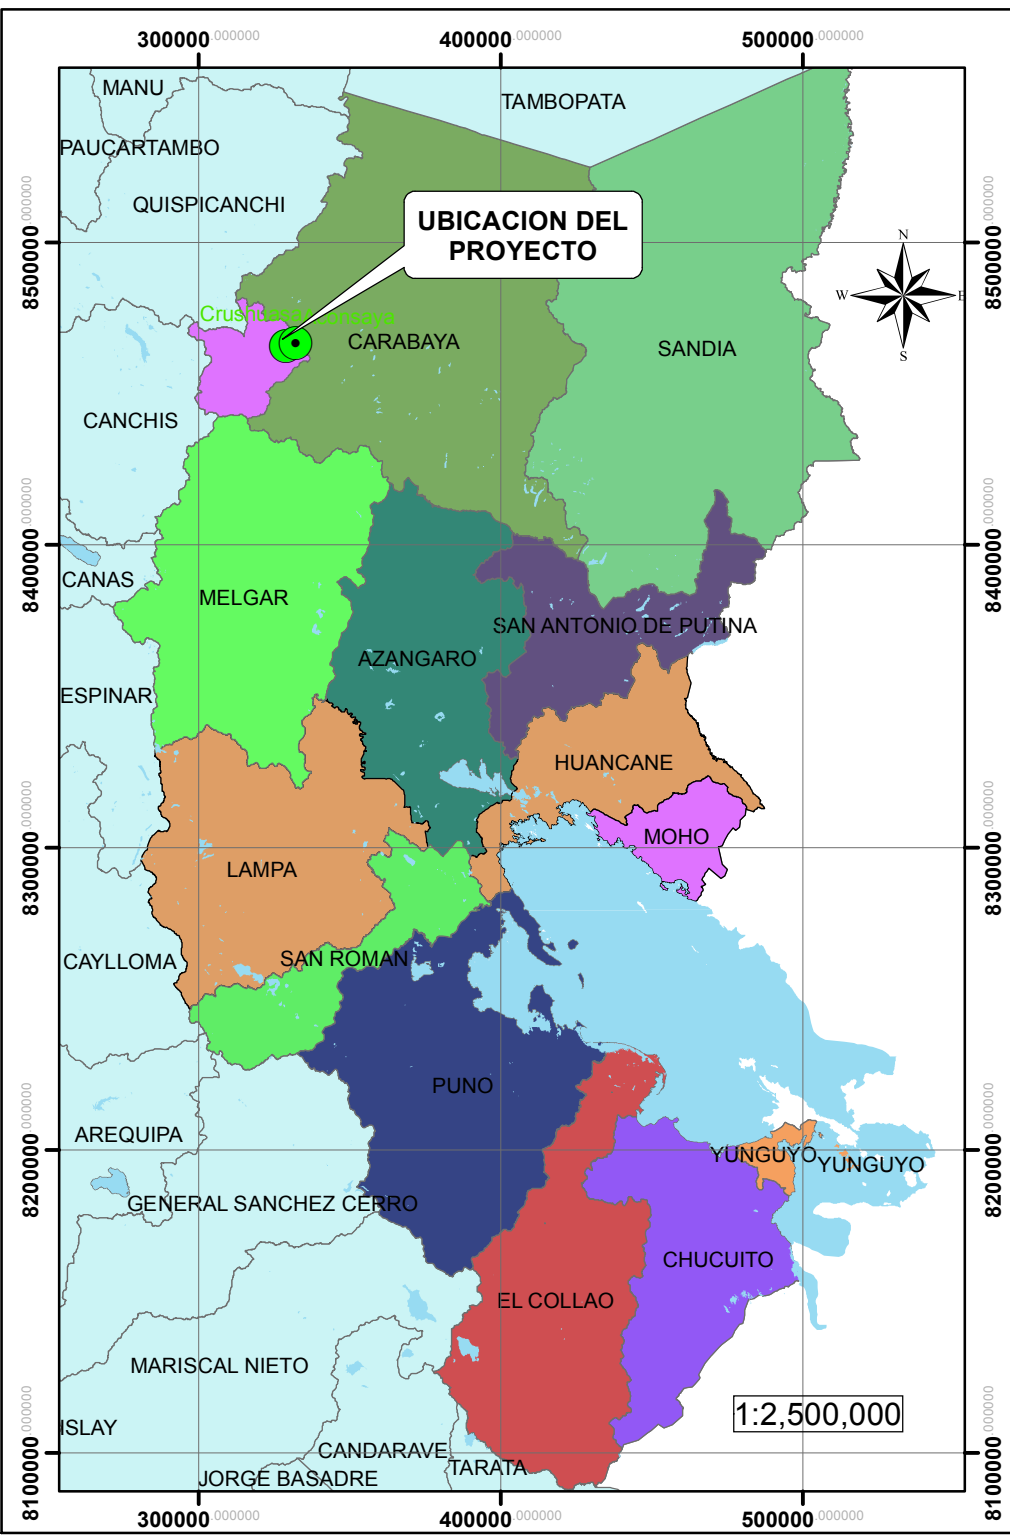 300000.000000
400000.000000
500000.000000
MANU
TAMBOPATA
PAUCARTAMBO
QUISPICANCHI
UBICACION DEL
PROYECTO
8500000.000000
8500000.000000
N
W
E
S
CARABAYA
SANDIA
CANCHIS
8400000.000000
8400000.000000
CANAS
MELGAR
SAN ANTONIO DE PUTINA
AZANGARO
ESPINAR
HUANCANE
MOHO
8300000.000000
8300000.000000
LAMPA
SAN ROMAN
CAYLLOMA
PUNO
AREQUIPA
8200000.000000
8200000.000000
YUNGUYO
YUNGUYO
GENERAL SANCHEZ CERRO
CHUCUITO
EL COLLAO
MARISCAL NIETO
1:2,500,000
ISLAY
CANDARAVE
TARATA
JORGE BASADRE
8100000.000000
8100000.000000
300000.000000
400000.000000
500000.000000